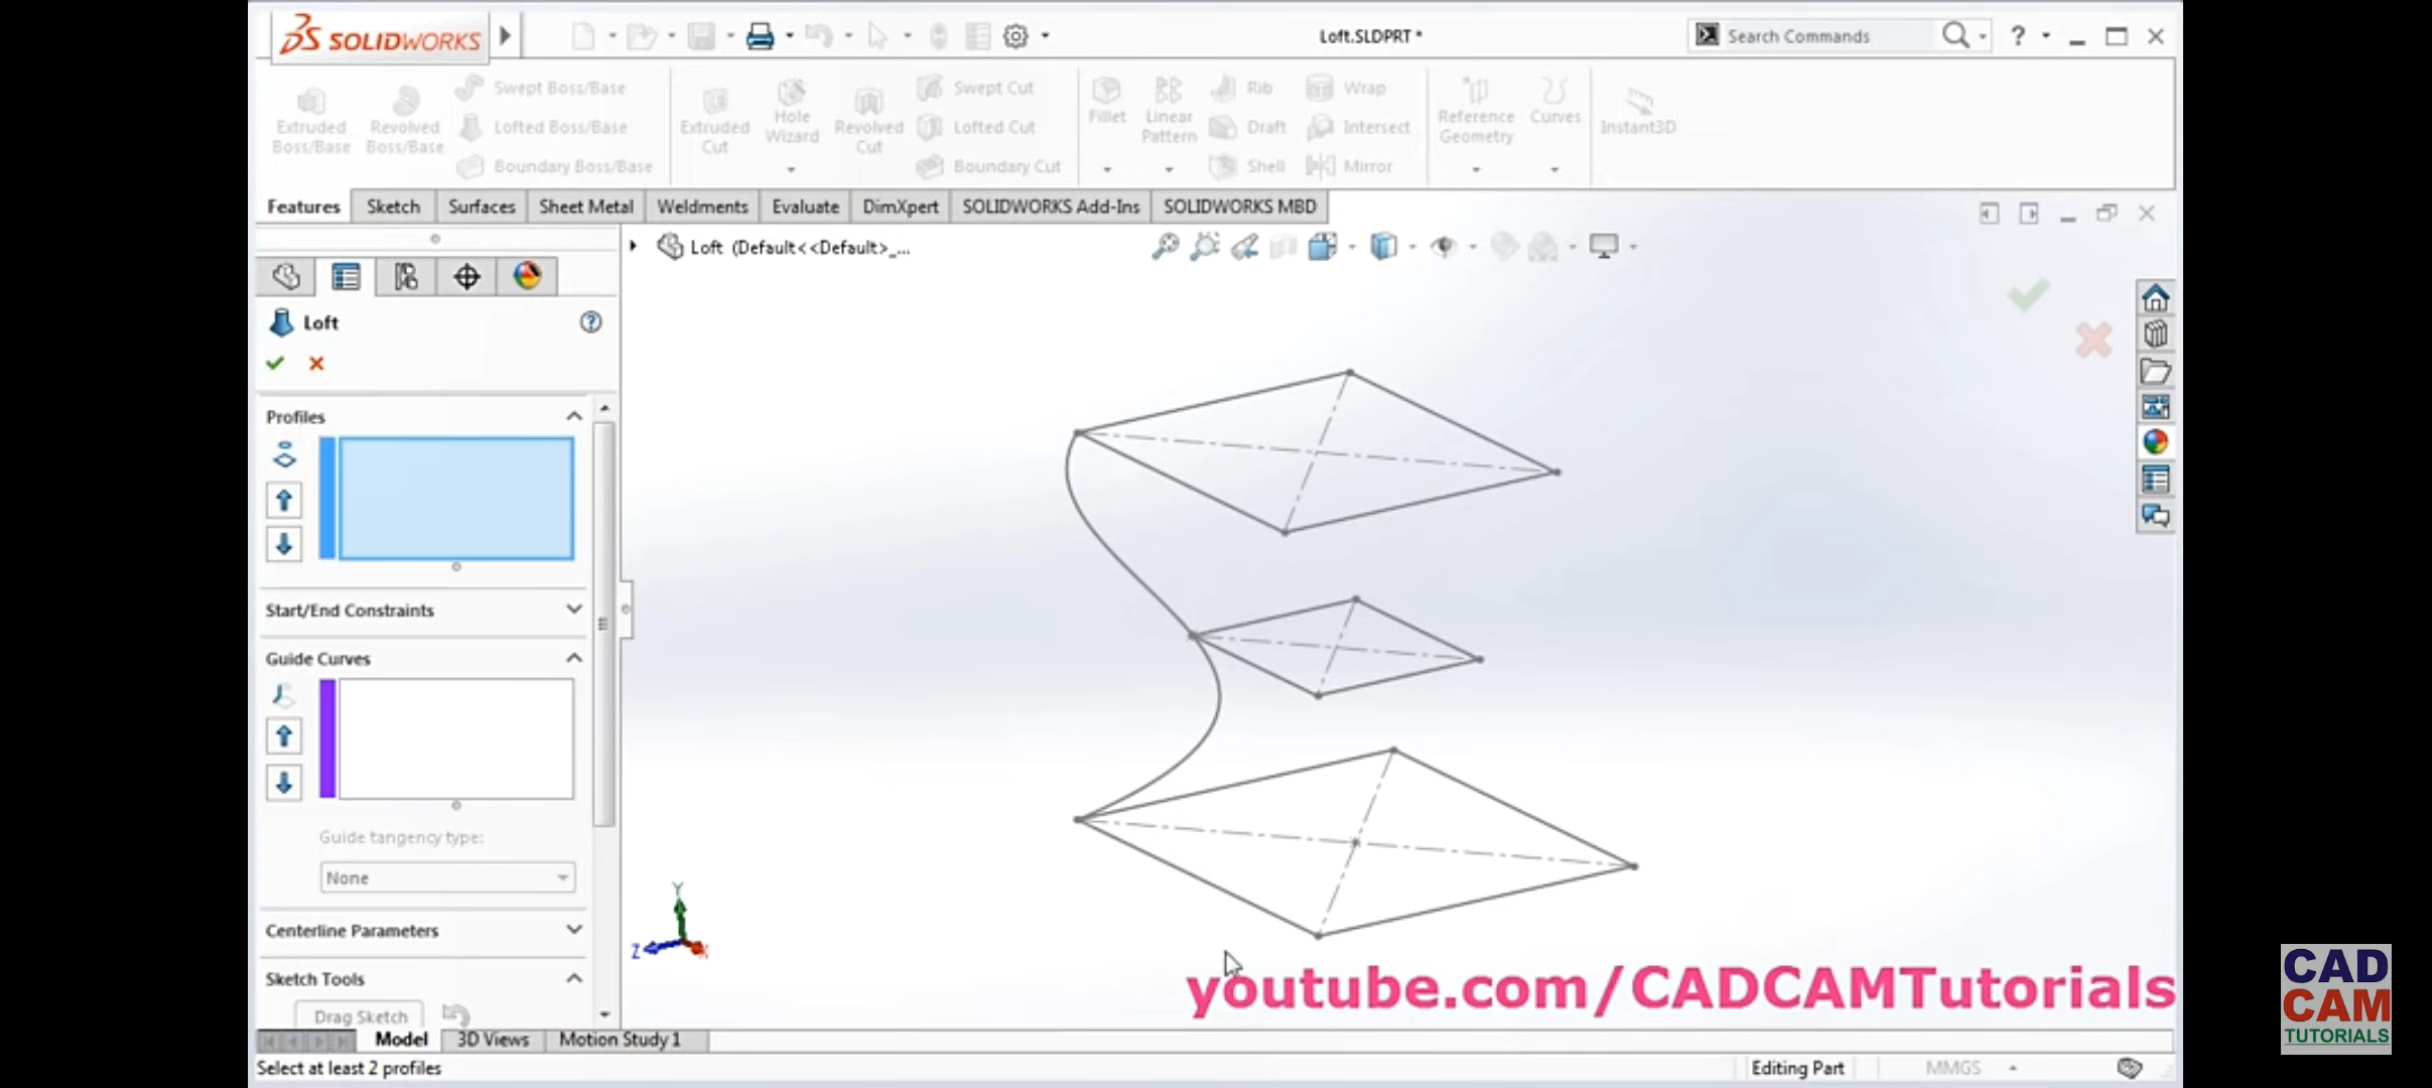 SOLIDWORKS
Loft.SLDPRT *
Search Commands
?
Extruded
Boss/Base
Revolved
Boss/Base
Swept Boss/Base
Lofted Boss/Base
Boundary Boss/Base
Extruded
Cut
Hole
Wizard
Revolved
Cut
Swept Cut
Lofted Cut
Boundary Cut
Fillet
Linear
Pattern
Rib
Draft
Shell
Wrap
Intersect
Mirror
Reference
Geometry
Curves
Instant3D
Features
Sketch
Surfaces
Sheet Metal
Weldments
Evaluate
DimXpert
SOLIDWORKS Add-Ins
SOLIDWORKS MBD
Loft (Default<<Default>_...
Loft
?
Profiles
Start/End Constraints
Guide Curves
Guide tangency type:
None
Centerline Parameters
Sketch Tools
Drag Sketch
Y
Z
X
youtube.com/CADCAMTutorials
CAD
CAM
TUTORIALS
Model
3D Views
Motion Study 1
Select at least 2 profiles
Editing Part
MMGS